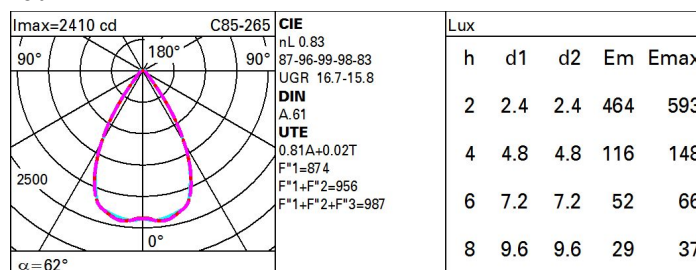 Imax=2410 cd C85-265
90° 180° 90°
2500
0°
α=62°
CIE
nL 0.83
87-96-99-98-83
UGR 16.7-15.8
DIN
A.61
UTE
0.81A+0.02T
F"1=874
F"1+F"2=956
F"1+F"2+F"3=987
Lux
h d1 d2 Em Emax
2 2.4 2.4 464 593
4 4.8 4.8 116 148
6 7.2 7.2 52 66
8 9.6 9.6 29 37